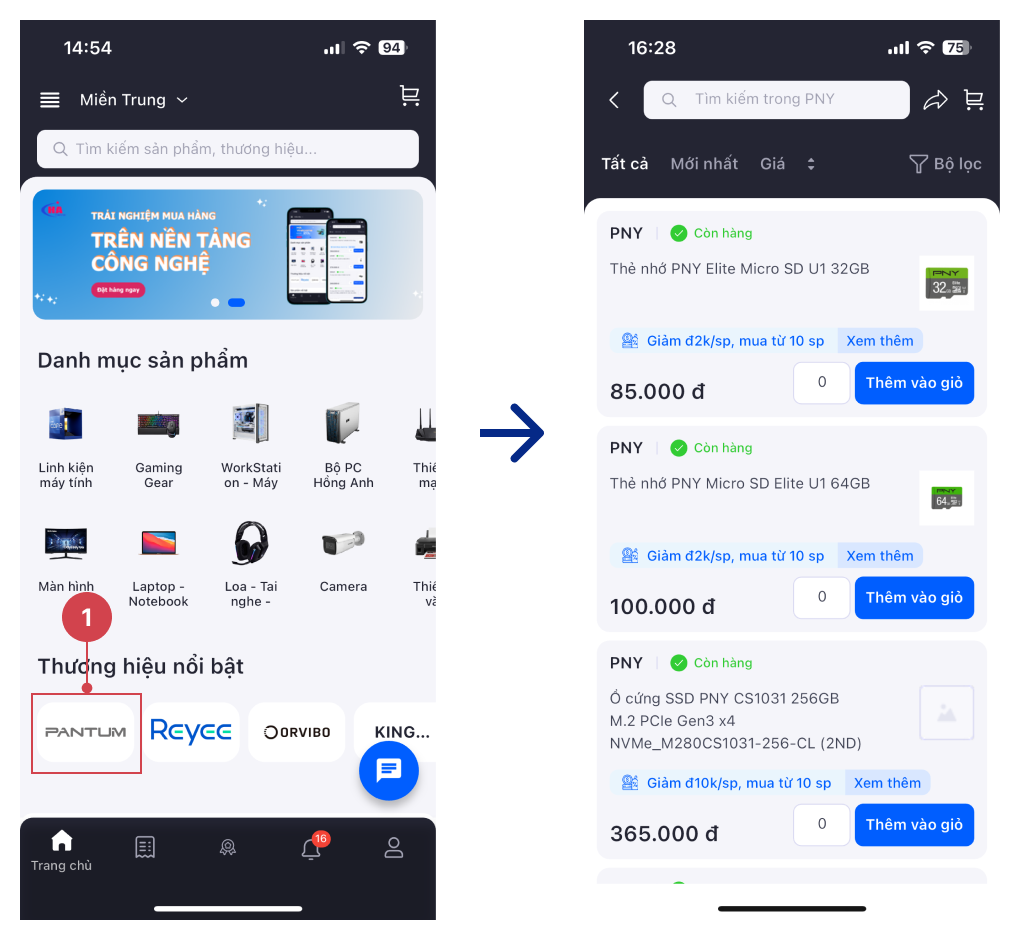 14:54
94
Miền Trung
Tìm kiếm sản phẩm, thương hiệu...
HÀ
TRẢI NGHIỆM MUA HÀNG
TRÊN NỀN TẢNG
CÔNG NGHỆ
Đặt hàng ngay
Danh mục sản phẩm
Linh kiện
máy tính
Gaming
Gear
WorkStati
on - Máy
Bộ PC
Hồng Anh
Thiế
mạ
Màn hình
Laptop -
Notebook
Loa - Tai
nghe -
Camera
Thiế
vă
1
Thương hiệu nổi bật
PANTUM
Reyee
ORVIBO
KING...
16
Trang chủ
16:28
75
Tìm kiếm trong PNY
Tất cả
Mới nhất
Giá
Bộ lọc
PNY
Còn hàng
Thẻ nhớ PNY Elite Micro SD U1 32GB
PNY
32GB
Giảm đ2k/sp, mua từ 10 sp
Xem thêm
85.000 đ
0
Thêm vào giỏ
PNY
Còn hàng
Thẻ nhớ PNY Micro SD Elite U1 64GB
PNY
64
Giảm đ2k/sp, mua từ 10 sp
Xem thêm
100.000 đ
0
Thêm vào giỏ
PNY
Còn hàng
Ổ cứng SSD PNY CS1031 256GB
M.2 PCIe Gen3 x4
NVMe_M280CS1031-256-CL (2ND)
Giảm đ10k/sp, mua từ 10 sp
Xem thêm
365.000 đ
0
Thêm vào giỏ